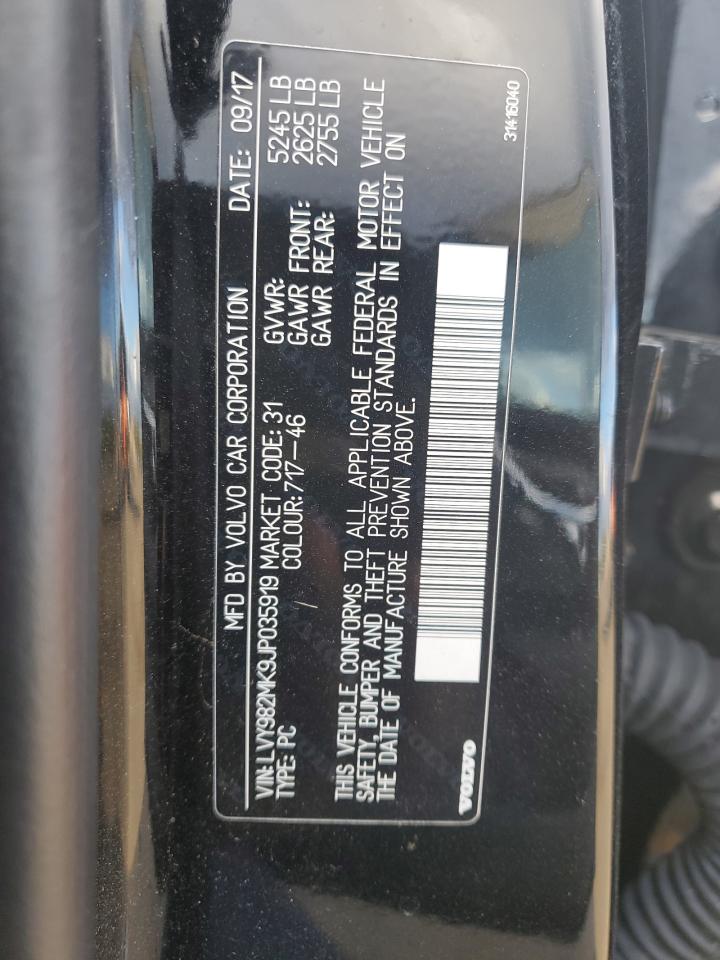 MFD BY VOLVO CAR CORPORATION DATE: 09/17
VIN: LVY982MK9JP035919 MARKET CODE: 31 GVWR: 5245 LB
TYPE: PC COLOUR: 717-46 GAWR FRONT: 2625 LB
GAWR REAR: 2755 LB
THIS VEHICLE CONFORMS TO ALL APPLICABLE FEDERAL MOTOR VEHICLE
SAFETY, BUMPER AND THEFT PREVENTION STANDARDS IN EFFECT ON
THE DATE OF MANUFACTURE SHOWN ABOVE.
VOLVO 31416040